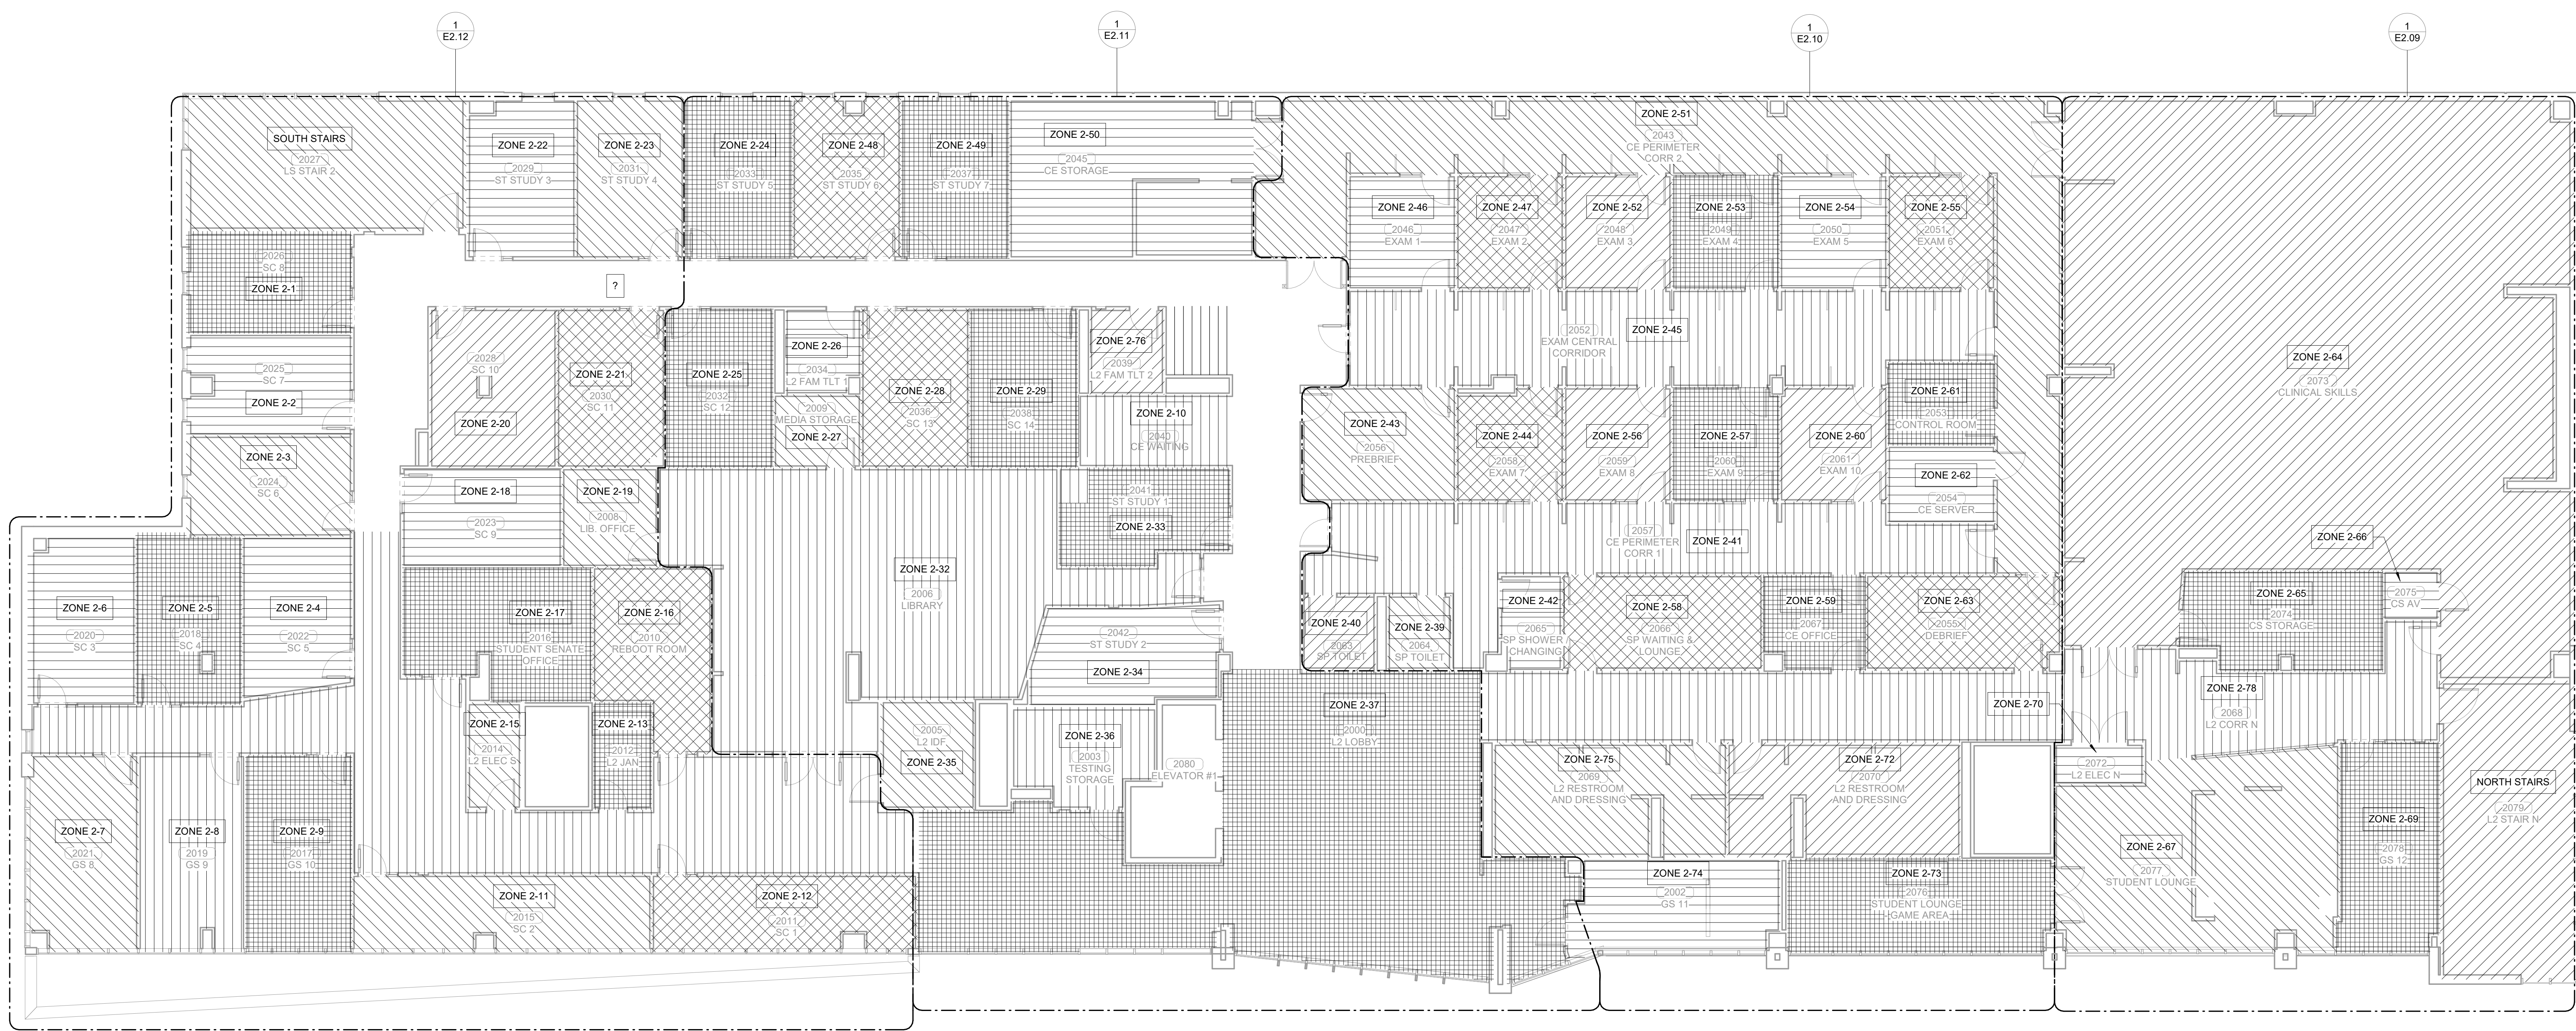 1
E2.12
1
E2.11
1
E2.10
1
E2.09
SOUTH STAIRS
2027
LS STAIR 2
ZONE 2-22
2029
ST STUDY 3
ZONE 2-23
2031
ST STUDY 4
ZONE 2-24
2033
ST STUDY 5
ZONE 2-48
2035
ST STUDY 6
ZONE 2-49
2037
ST STUDY 7
ZONE 2-50
2045
CE STORAGE
ZONE 2-51
2043
CE PERIMETER
CORR 2
ZONE 2-46
2046
EXAM 1
ZONE 2-47
2047
EXAM 2
ZONE 2-52
2048
EXAM 3
ZONE 2-53
2049
EXAM 4
ZONE 2-54
2050
EXAM 5
ZONE 2-55
2051
EXAM 6
2026
SC 8
ZONE 2-1
?
2025
SC 7
ZONE 2-2
2028
SC 10
ZONE 2-20
ZONE 2-21
2030
SC 11
ZONE 2-25
2032
SC 12
ZONE 2-26
2034
L2 FAM TLT 1
2009
MEDIA STORAGE
ZONE 2-27
ZONE 2-28
2036
SC 13
ZONE 2-29
2036
SC 14
ZONE 2-76
2039
L2 FAM TLT 2
ZONE 2-10
2040
CE WAITING
2052
EXAM CENTRAL
CORRIDOR
ZONE 2-45
ZONE 2-61
2053
CONTROL ROOM
ZONE 2-64
2073
CLINICAL SKILLS
ZONE 2-3
2024
SC 6
ZONE 2-18
2023
SC 9
ZONE 2-19
2008
LIB. OFFICE
ZONE 2-43
2056
PREBRIEF
ZONE 2-44
2058
EXAM 7
ZONE 2-56
2059
EXAM 8
ZONE 2-57
2060
EXAM 9
ZONE 2-60
2061
EXAM 10
ZONE 2-62
2054
CE SERVER
2041
ST STUDY 1
ZONE 2-33
2057
CE PERIMETER
CORR 1
ZONE 2-41
ZONE 2-66
2075
CS AV
ZONE 2-32
2006
LIBRARY
ZONE 2-6
2020
SC 3
ZONE 2-5
2018
SC 4
ZONE 2-4
2022
SC 5
ZONE 2-17
2016
STUDENT SENATE
OFFICE
ZONE 2-16
2010
REBOOT ROOM
2042
ST STUDY 2
ZONE 2-34
ZONE 2-40
2063
SP TOILET
ZONE 2-39
2064
SP TOILET
ZONE 2-42
2065
SP SHOWER /
CHANGING
ZONE 2-58
2066
SP WAITING &
LOUNGE
ZONE 2-59
2067
CE OFFICE
ZONE 2-63
2055
DEBRIEF
ZONE 2-65
2074
CS STORAGE
ZONE 2-78
2068
L2 CORR N
ZONE 2-70
2072
L2 ELEC N
ZONE 2-15
2014
L2 ELEC S
ZONE 2-13
2012
L2 JAN
2005
L2 IDF
ZONE 2-35
ZONE 2-36
2003
TESTING
STORAGE
2080
ELEVATOR #1
ZONE 2-37
2000
L2 LOBBY
ZONE 2-75
2069
L2 RESTROOM
AND DRESSING
ZONE 2-72
2070
L2 RESTROOM
AND DRESSING
NORTH STAIRS
2079
L2 STAIR N
ZONE 2-7
2021
GS 8
ZONE 2-8
2019
GS 9
ZONE 2-9
2017
GS 10
ZONE 2-11
2015
SC 2
ZONE 2-12
2011
SC 1
ZONE 2-74
2002
GS 11
ZONE 2-73
2076
STUDENT LOUNGE
- GAME AREA
ZONE 2-67
2077
STUDENT LOUNGE
ZONE 2-69
2078
GS 12